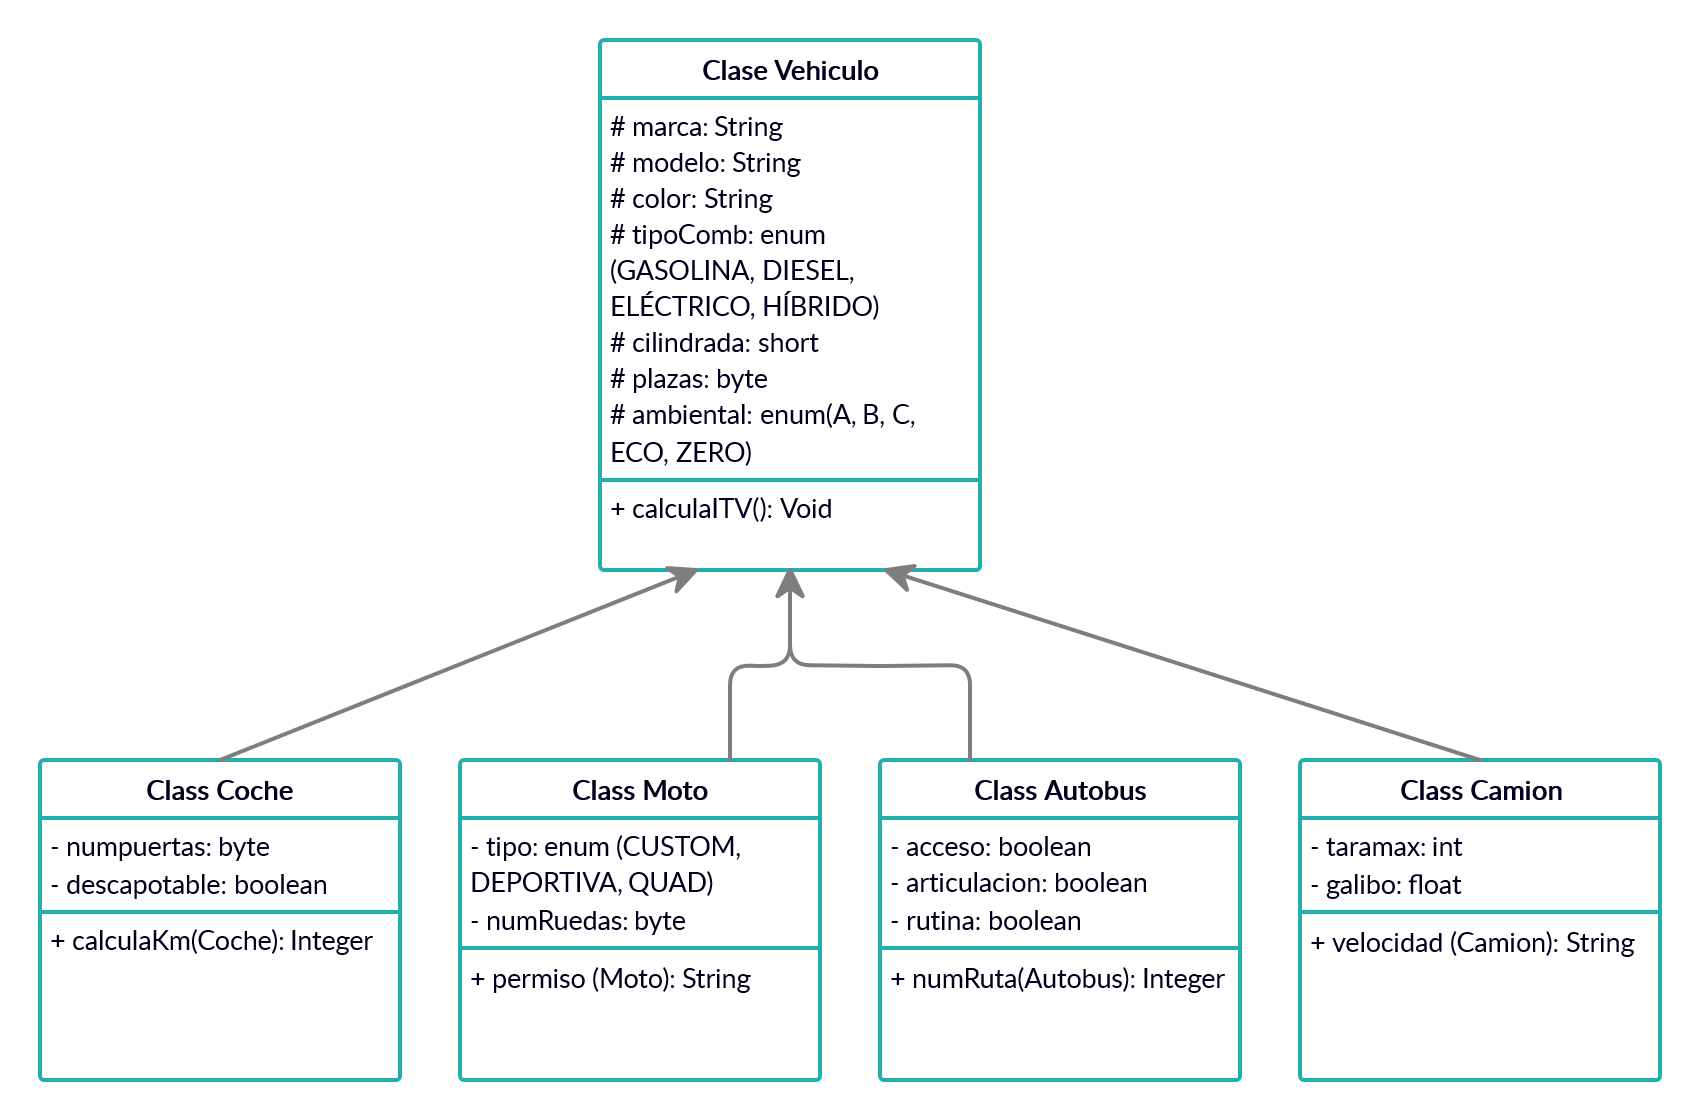 Clase Vehiculo
# marca: String
# modelo: String
# color: String
# tipoComb: enum
(GASOLINA, DIESEL,
ELÉCTRICO, HÍBRIDO)
# cilindrada: short
# plazas: byte
# ambiental: enum(A, B, C,
ECO, ZERO)
+ calculaITV(): Void
Class Coche
- numpuertas: byte
- descapotable: boolean
+ calculaKm(Coche): Integer
Class Moto
- tipo: enum (CUSTOM,
DEPORTIVA, QUAD)
- numRuedas: byte
+ permiso (Moto): String
Class Autobus
- acceso: boolean
- articulacion: boolean
- rutina: boolean
+ numRuta(Autobus): Integer
Class Camion
- taramax: int
- galibo: float
+ velocidad (Camion): String